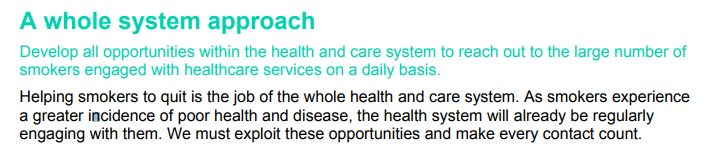 A whole system approach
Develop all opportunities within the health and care system to reach out to the large number of
smokers engaged with healthcare services on a daily basis.
Helping smokers to quit is the job of the whole health and care system. As smokers experience
a greater incidence of poor health and disease, the health system will already be regularly
engaging with them. We must exploit these opportunities and make every contact count.